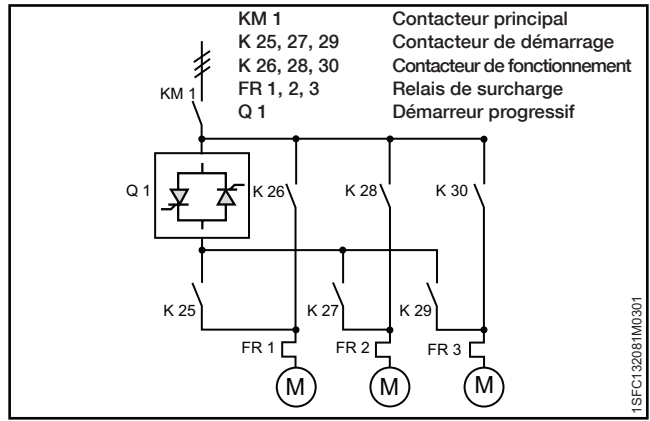 KM 1 Contacteur principal
K 25, 27, 29 Contacteur de démarrage
K 26, 28, 30 Contacteur de fonctionnement
FR 1, 2, 3 Relais de surcharge
Q 1 Démarreur progressif
KM 1
Q 1
K 26
K 28
K 30
K 25
K 27
K 29
FR 1
FR 2
FR 3
M
M
M
1SFC132081M0301